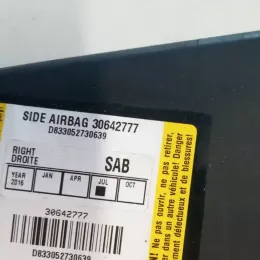 SIDE AIRBAG 30642777
D833052730639
RIGHT
DROITE
SAB
YEAR
2016
JAN
APR
JUL
OCT
30642777
D833052730639
! Ne pas ouvrir, ne pas retirer,
dans un autre véhicule! Danger
défectueux et de blessures!